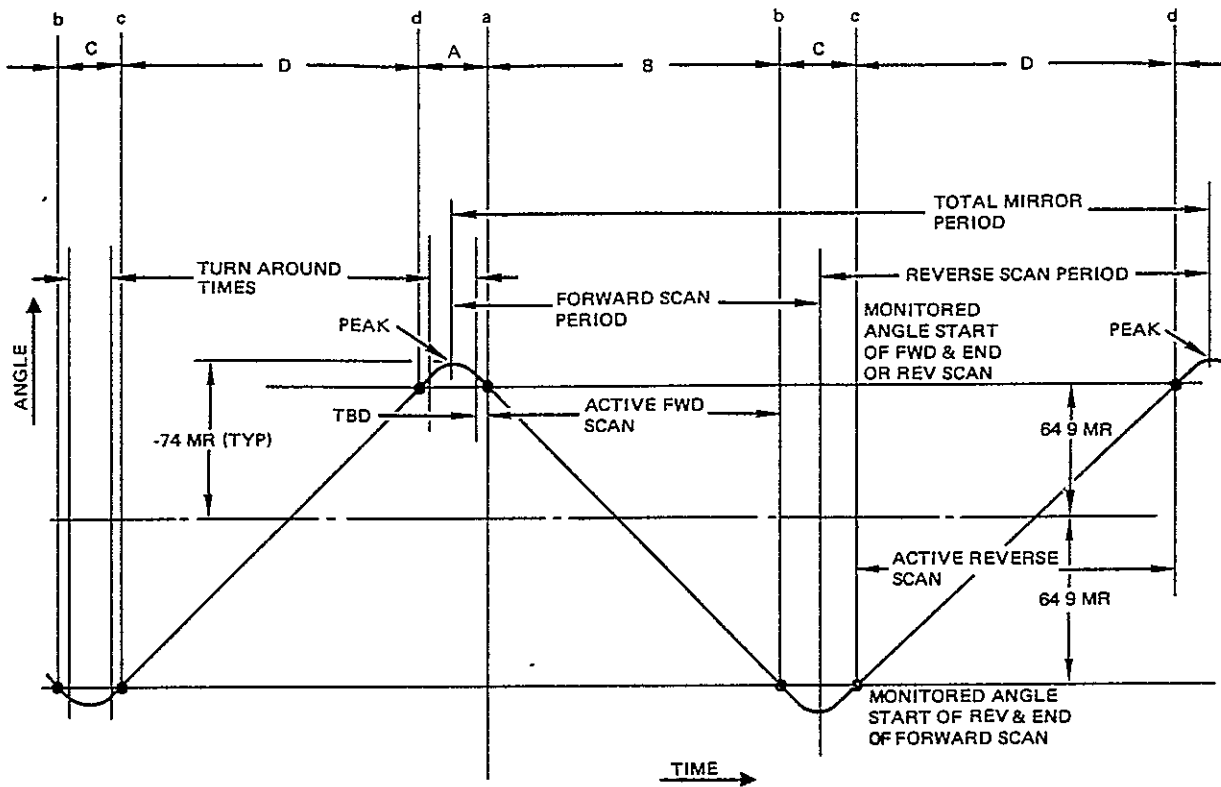 b c d a b c d
C D A B C D
TOTAL MIRROR
PERIOD
TURN AROUND
TIMES
REVERSE SCAN PERIOD
FORWARD SCAN
PERIOD
MONITORED
ANGLE START
OF FWD & END
OR REV SCAN
PEAK
PEAK
ANGLE
TBD
ACTIVE FWD
SCAN
-74 MR (TYP)
64 9 MR
ACTIVE REVERSE
SCAN
64 9 MR
MONITORED ANGLE
START OF REV & END
OF FORWARD SCAN
TIME